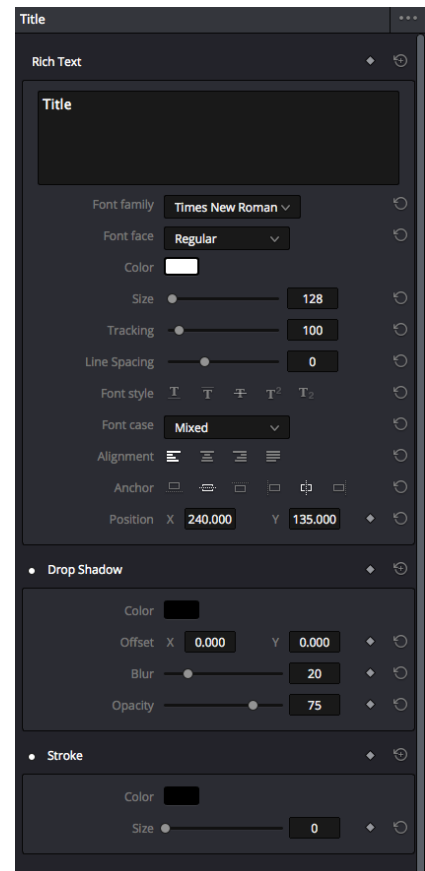 Title
Rich Text
Title
Font family Times New Roman
Font face Regular
Color
Size 128
Tracking 100
Line Spacing 0
Font style T T T T² T₂
Font case Mixed
Alignment
Anchor
Position X 240.000 Y 135.000
Drop Shadow
Color
Offset X 0.000 Y 0.000
Blur 20
Opacity 75
Stroke
Color
Size 0